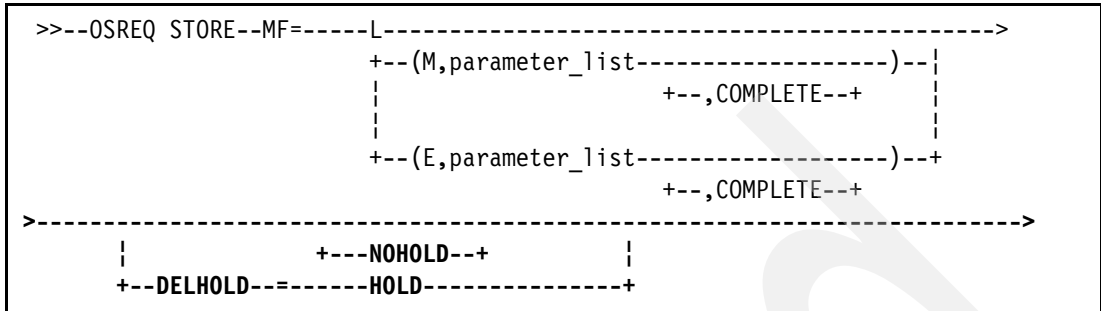 >>--OSREQ STORE--MF=-----L---------------------------------------------->
+--(M,parameter_list-------------------)--¦
¦ +--,COMPLETE--+ ¦
¦ ¦
+--(E,parameter_list-------------------)--+
+--,COMPLETE--+
>--------------------------------------------------------------------------->
¦ +---NOHOLD--+ ¦
+--DELHOLD--=------HOLD---------------+